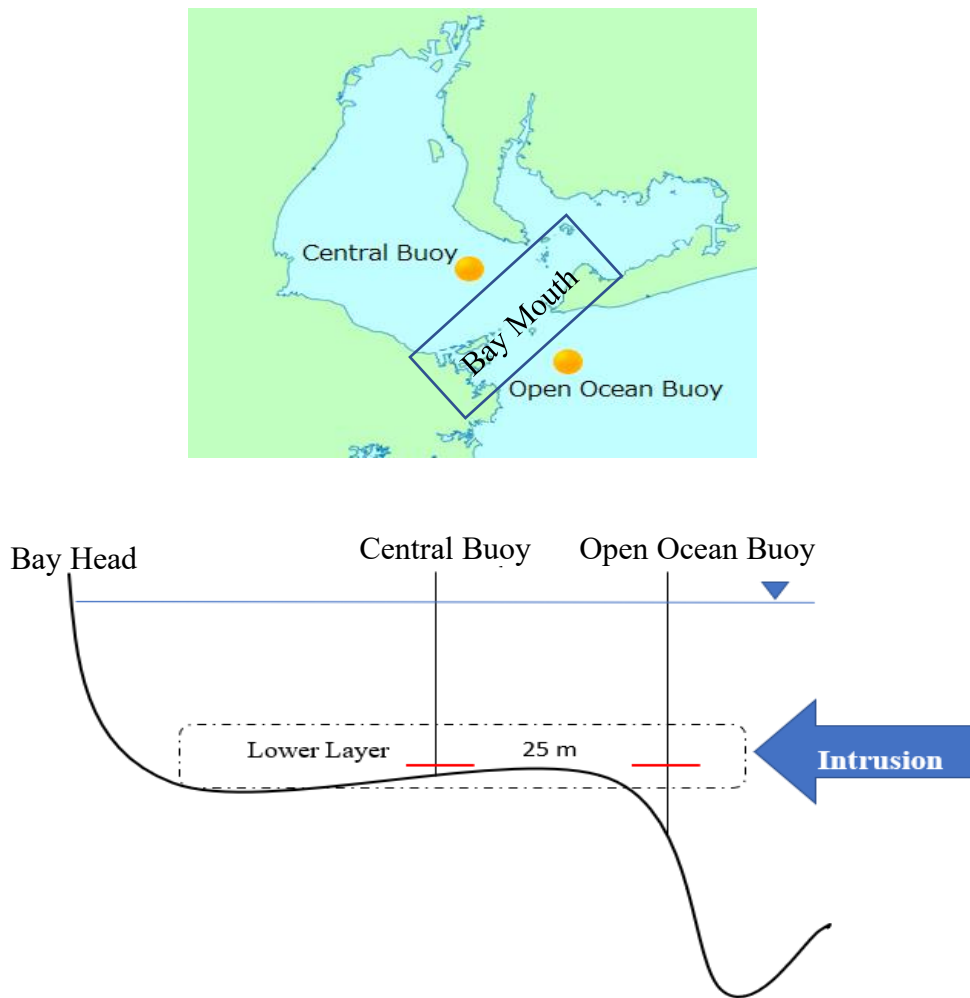 Central Buoy
Bay Mouth
Open Ocean Buoy
Bay Head
Central Buoy
Open Ocean Buoy
Lower Layer
25 m
Intrusion